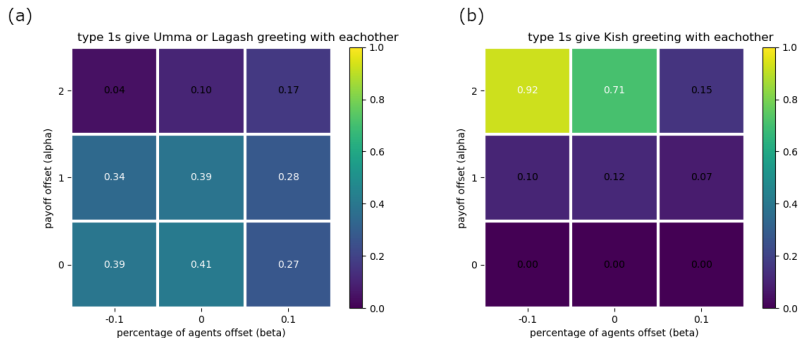 (a)
type 1s give Umma or Lagash greeting with eachother
payoff offset (alpha)
2
1
0
0.04 0.10 0.17
0.34 0.39 0.28
0.39 0.41 0.27
-0.1 0 0.1
percentage of agents offset (beta)
1.0
0.8
0.6
0.4
0.2
0.0
(b)
type 1s give Kish greeting with eachother
payoff offset (alpha)
2
1
0
0.92 0.71 0.15
0.10 0.12 0.07
0.00 0.00 0.00
-0.1 0 0.1
percentage of agents offset (beta)
1.0
0.8
0.6
0.4
0.2
0.0